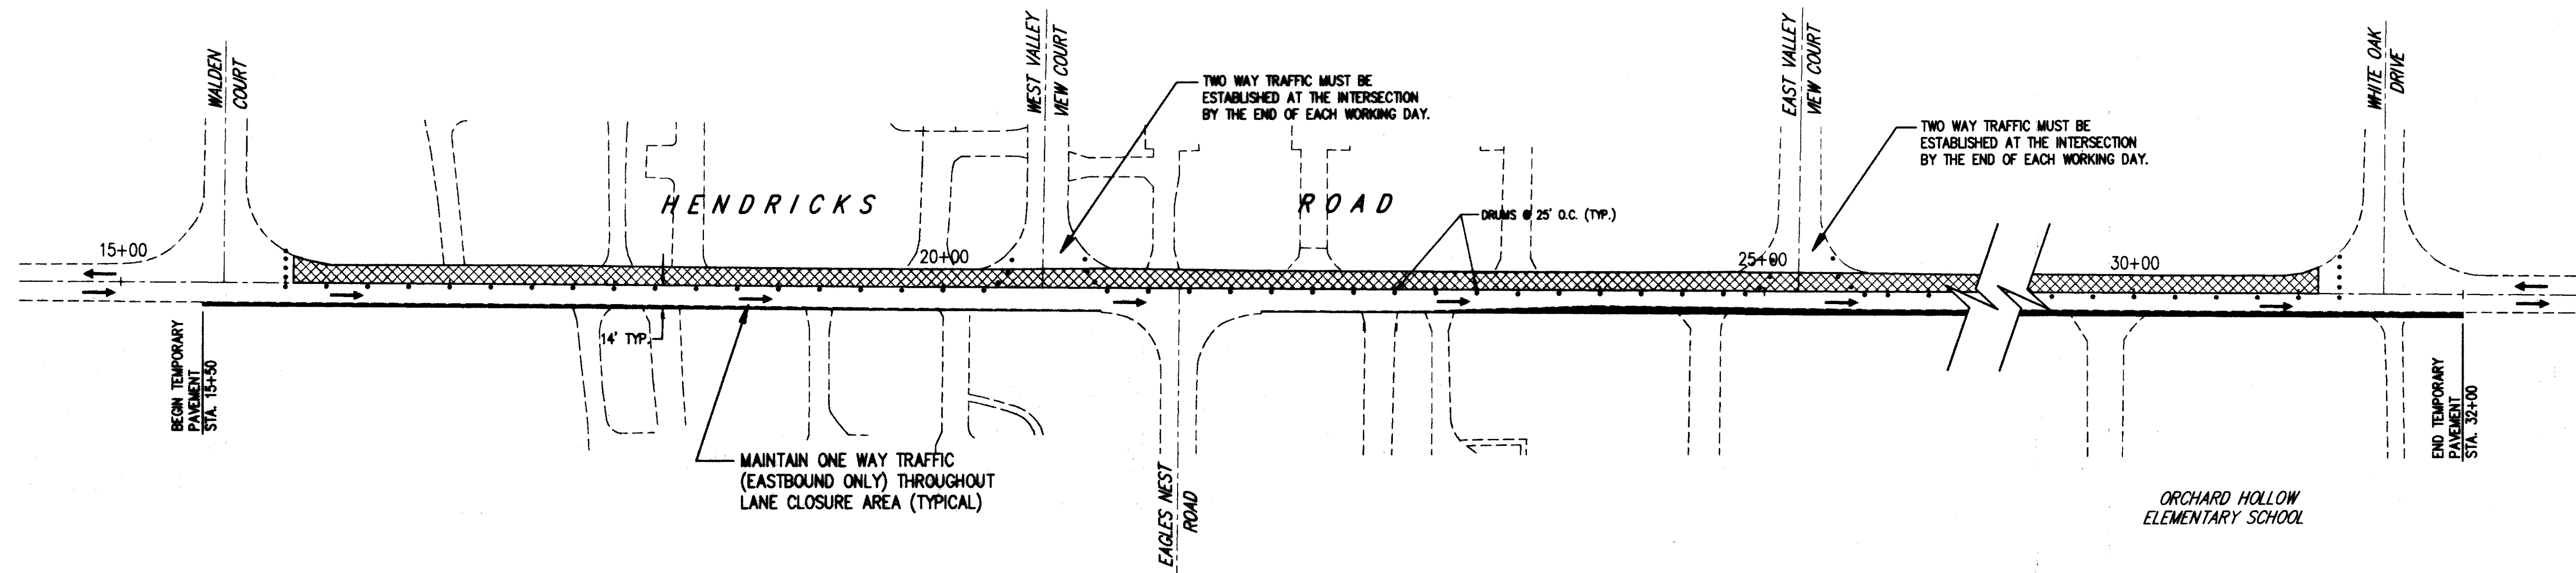 WALDEN
COURT
WEST VALLEY
VIEW COURT
TWO WAY TRAFFIC MUST BE
ESTABLISHED AT THE INTERSECTION
BY THE END OF EACH WORKING DAY.
EAST VALLEY
VIEW COURT
TWO WAY TRAFFIC MUST BE
ESTABLISHED AT THE INTERSECTION
BY THE END OF EACH WORKING DAY.
WHITE OAK
DRIVE
HENDRICKS ROAD
DRUMS @ 25' O.C. (TYP.)
15+00
20+00
25+00
30+00
14' TYP.
BEGIN TEMPORARY
PAVEMENT
STA. 15+50
MAINTAIN ONE WAY TRAFFIC
(EASTBOUND ONLY) THROUGHOUT
LANE CLOSURE AREA (TYPICAL)
EAGLES NEST
ROAD
END TEMPORARY
PAVEMENT
STA. 32+00
ORCHARD HOLLOW
ELEMENTARY SCHOOL